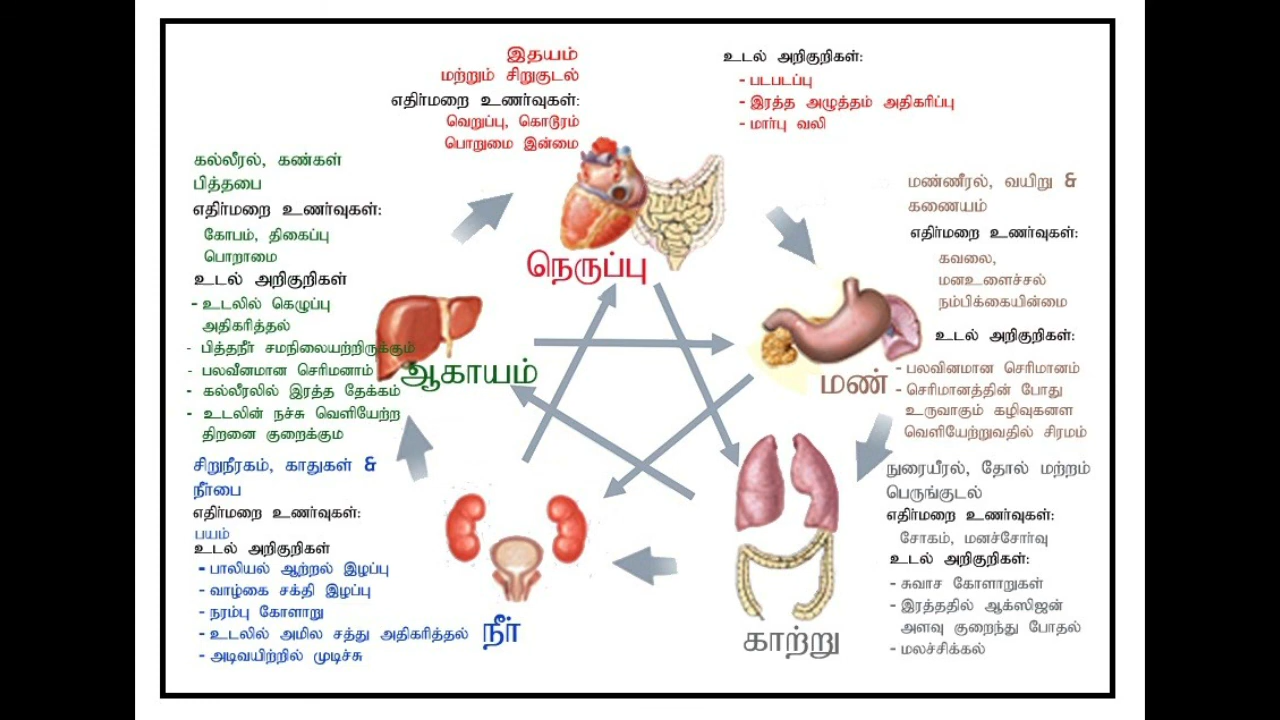 இதயம்
மற்றும் சிறுகுடல்
எதிர்மறை உணர்வுகள்:
வெறுப்பு, கொடூரம்
பொறுமை இன்மை
நெருப்பு
உடல் அறிகுறிகள்:
- படபடப்பு
- இரத்த அழுத்தம் அதிகரிப்பு
- மார்பு வலி
மண்ணீரல், வயிறு &
கணையம்
எதிர்மறை உணர்வுகள்:
கவலை,
மனஉளைச்சல்
நம்பிக்கையின்மை
உடல் அறிகுறிகள்:
- பலவினமான செரிமானம்
- செரிமானத்தின் போது
உருவாகும் கழிவுகளை
வெளியேற்றுவதில் சிரமம்
மண்
நுரையீரல், தோல் மற்றம்
பெருங்குடல்
எதிர்மறை உணர்வுகள்:
சோகம், மனச்சோர்வு
உடல் அறிகுறிகள்:
- சுவாச கோளாறுகள்
- இரத்ததில் ஆக்ஸிஜன்
அளவு குறைந்து போதல்
- மலச்சிக்கல்
காற்று
சிறுநீரகம், காதுகள் &
நீர்பை
எதிர்மறை உணர்வுகள்:
பயம்
உடல் அறிகுறிகள்
- பாலியல் ஆற்றல் இழப்பு
- வாழ்கை சக்தி இழப்பு
- நரம்பு கோளாறு
- உடலில் அமில சத்து அதிகரித்தல்
- அடிவயிற்றில் முடிச்சு
நீர்
கல்லீரல், கண்கள்
பித்தபை
எதிர்மறை உணர்வுகள்:
கோபம், திகைப்பு
பொறாமை
உடல் அறிகுறிகள்
- உடலில் கெழுப்பு
அதிகரித்தல்
- பித்தநீர் சமநிலையற்றிருக்கும்
- பலவீனமான செரிமனாம்
- கல்லீரலில் இரத்த தேக்கம்
- உடலின் நச்சு வெளியேற்ற
திறனை குறைக்கும
ஆகாயம்